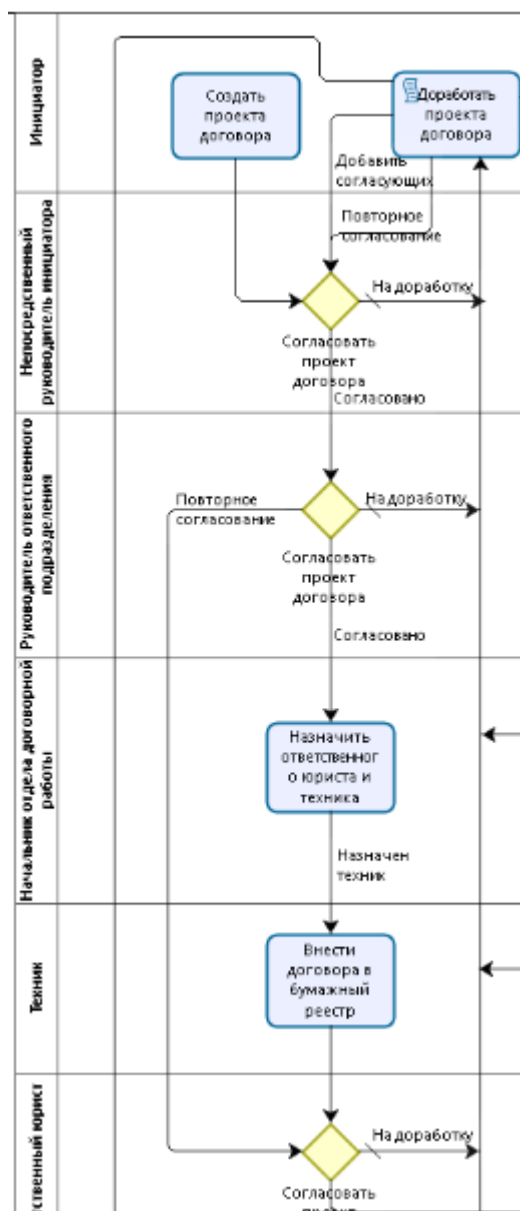 Инициатор
Создать
проекта
договора
Доработать
проекта
договора
Добавить
согласующих
Повторное
согласование
Непосредственный
руководитель инициатора
На доработку
Согласовать
проект
договора
Согласовано
Руководитель ответственного
подразделения
Повторное
согласование
На доработку
Согласовать
проект
договора
Согласовано
Начальник отдела договорной
работы
Назначить
ответственног
о юриста и
техника
Назначен
техник
Техник
Внести
договора в
бумажный
реестр
ственный юрист
На доработку
Согласовать